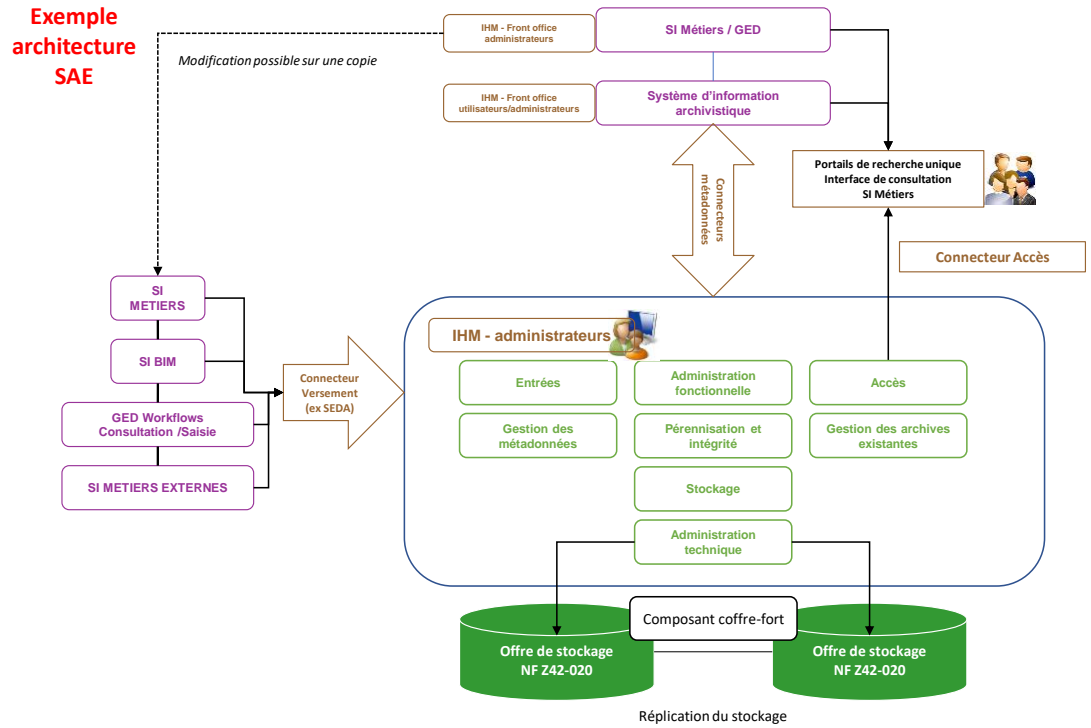 Exemple
architecture
SAE
Modification possible sur une copie
IHM - Front office
administrateurs
SI Métiers / GED
IHM - Front office
utilisateurs/administrateurs
Système d'information
archivistique
Connecteurs
métadonnées
Portails de recherche unique
Interface de consultation
SI Métiers
Connecteur Accès
SI
METIERS
SI BIM
GED Workflows
Consultation /Saisie
SI METIERS EXTERNES
Connecteur
Versement
(ex SEDA)
IHM - administrateurs
Entrées
Administration
fonctionnelle
Accès
Gestion des
métadonnées
Pérennisation et
intégrité
Gestion des archives
existantes
Stockage
Administration
technique
Composant coffre-fort
Offre de stockage
NF Z42-020
Offre de stockage
NF Z42-020
Réplication du stockage